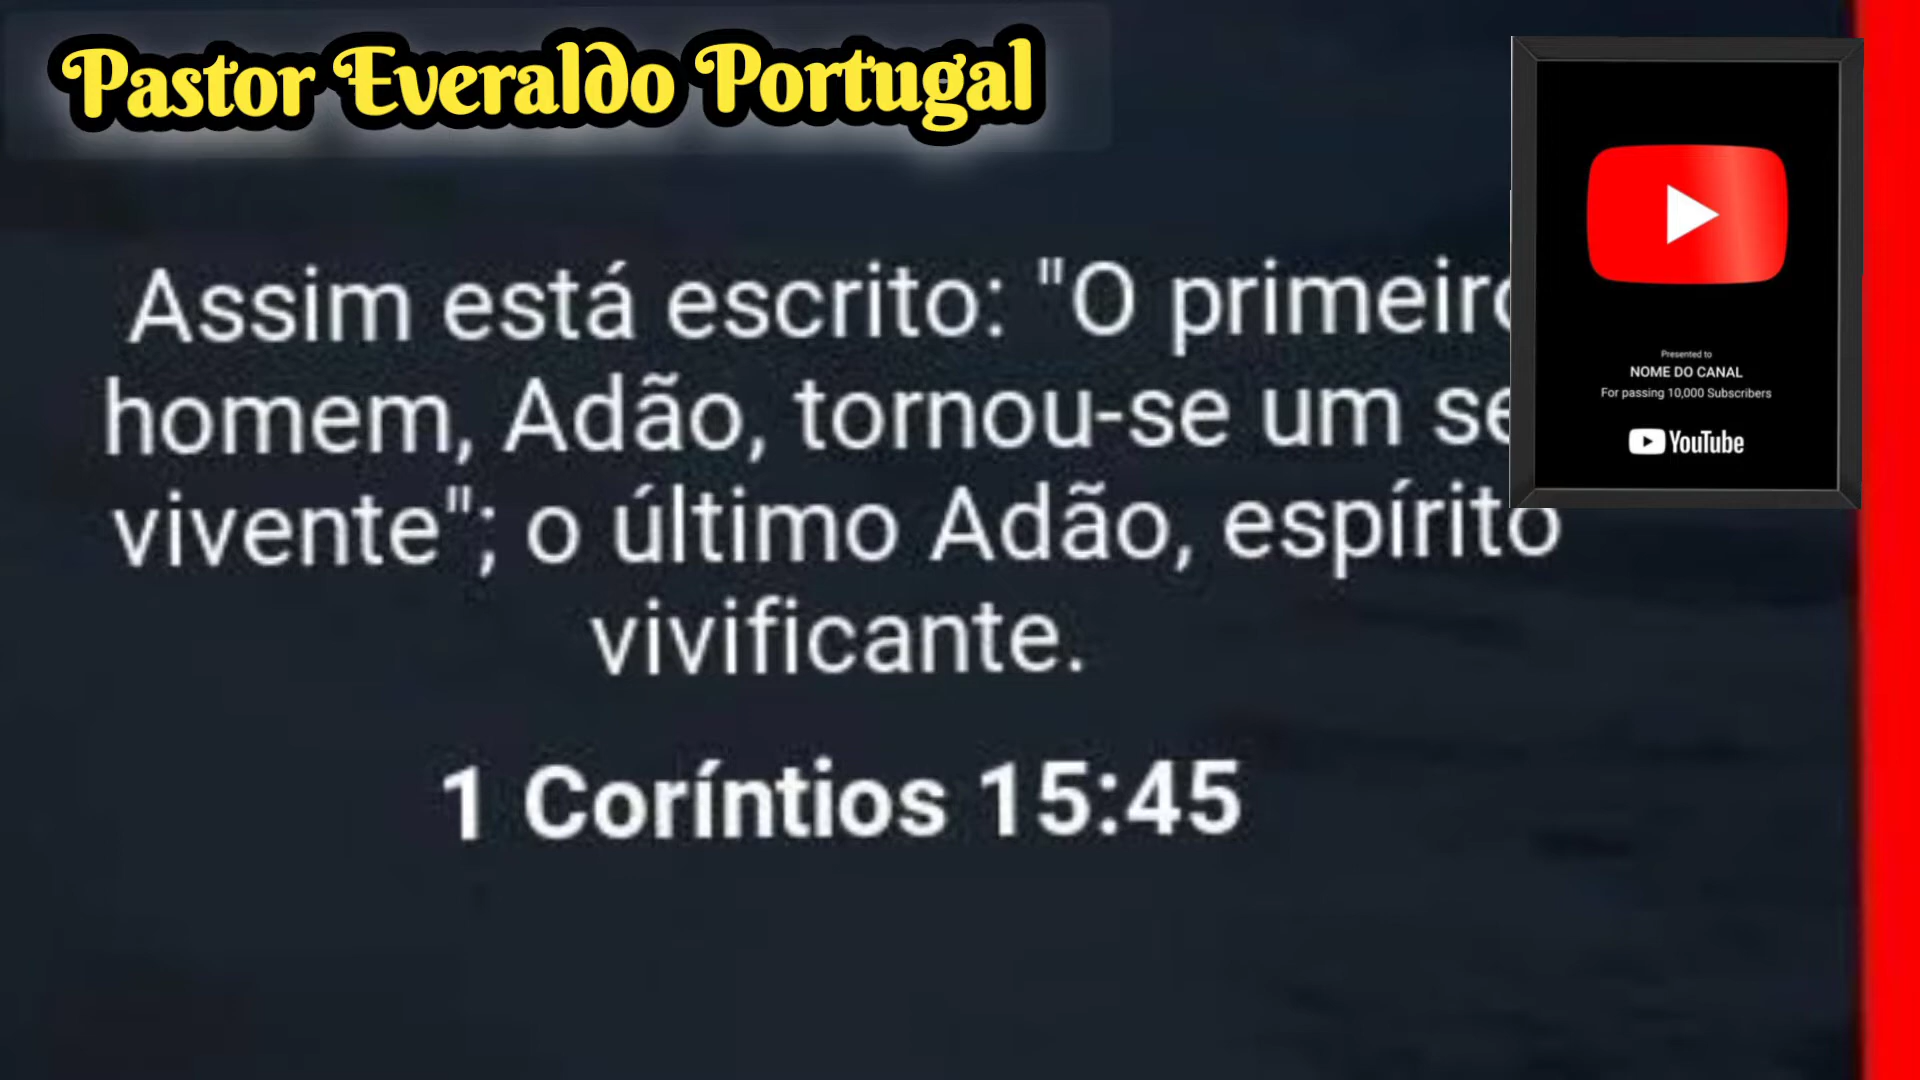 Pastor Everaldo Portugal
Assim está escrito: "O primeiro
homem, Adão, tornou-se um se
vivente"; o último Adão, espírito
vivificante.
1 Coríntios 15:45
Presented to
NOME DO CANAL
For passing 10,000 Subscribers
YouTube